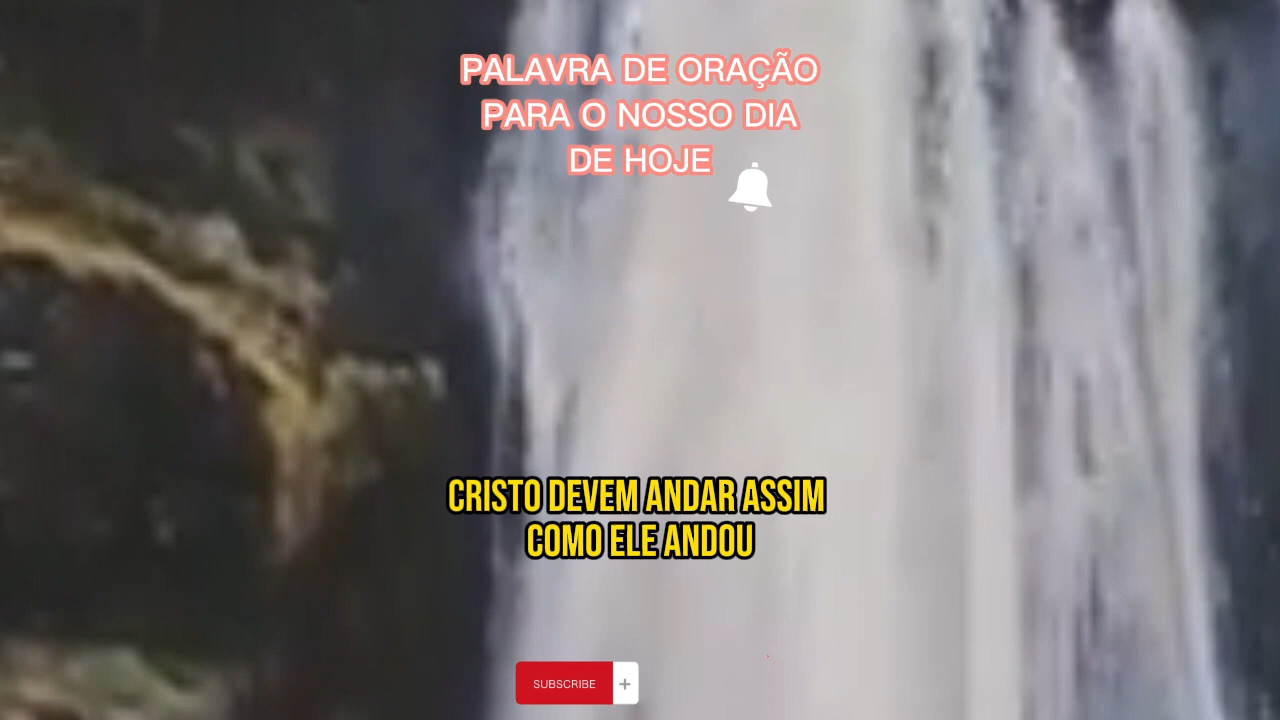 PALAVRA DE ORAÇÃO
PARA O NOSSO DIA
DE HOJE
CRISTO DEVEM ANDAR ASSIM
COMO ELE ANDOU
SUBSCRIBE +